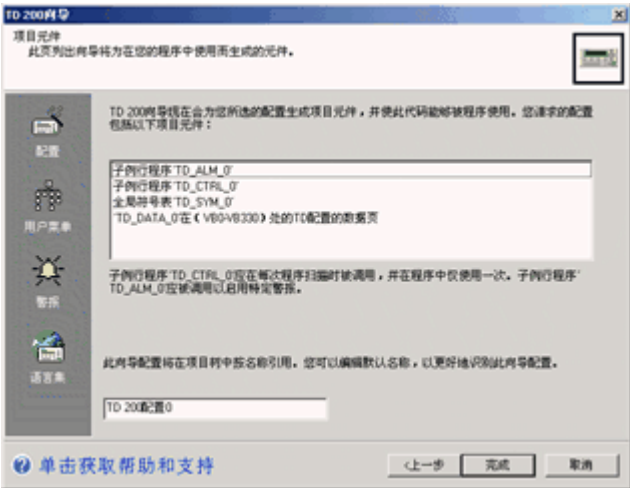 TD 200向导
项目元件
此页列出向导将为在您的程序中使用而生成的元件。
TD 200向导现在会为您所选的配置生成项目元件，并使此代码能够被程序使用。您请求的配置
包括以下项目元件：
子例行程序'TD_ALM_0'
子例行程序'TD_CTRL_0'
全局符号表'TD_SYM_0'
'TD_DATA_0'在（VB0-VB330）处的TD配置的数据页
子例行程序'TD_CTRL_0'应在每次程序扫描时被调用，并在程序中仅使用一次。子例行程序'
TD_ALM_0'应被调用以启用特定警报。
此向导配置将在项目树中按名称引用。您可以编辑默认名称，以更好地识别此向导配置。
TD 200配置0
配置
用户菜单
警报
语言集
单击获取帮助和支持
<上一步
完成
取消